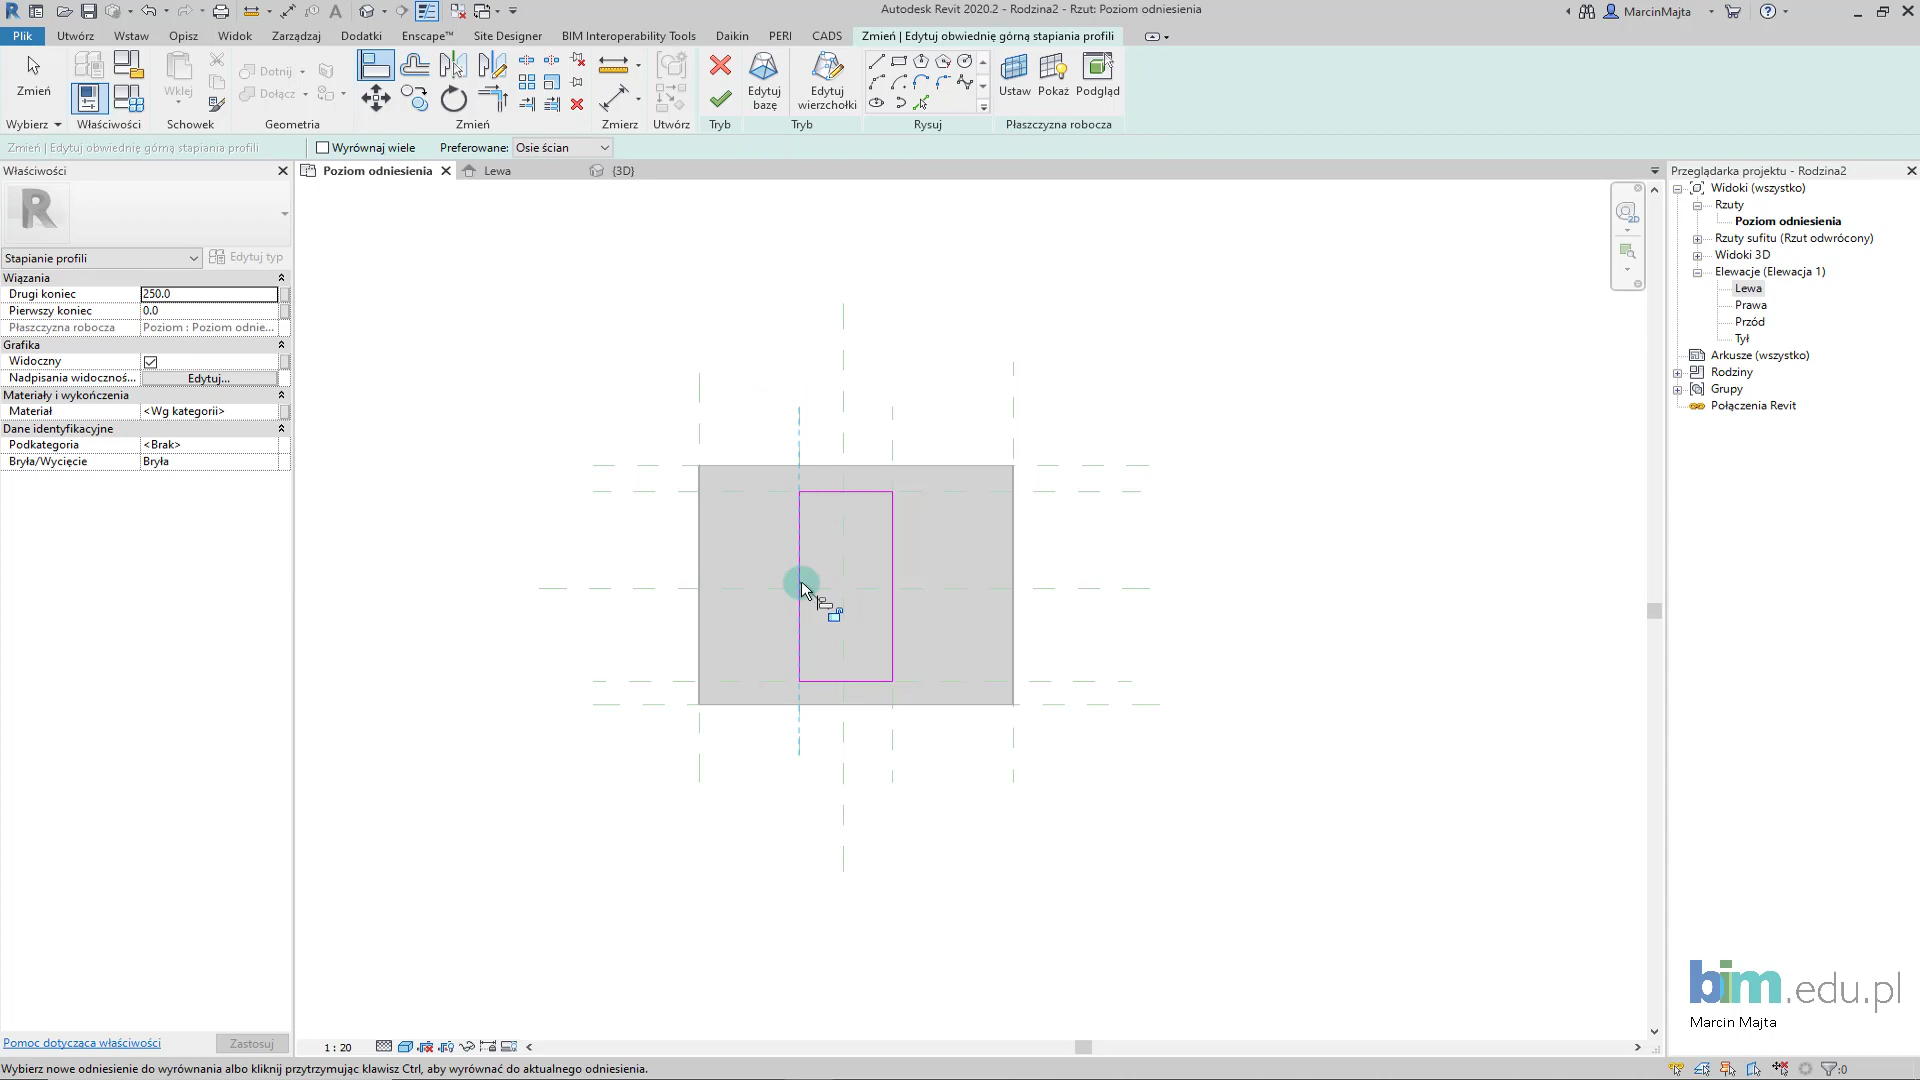 Autodesk Revit 2020.2 - Rodzina2 - Rzut: Poziom odniesienia
MarcinMajta
Plik Utwórz Wstaw Opisz Widok Zarządzaj Dodatki Enscape™ Site Designer BIM Interoperability Tools Daikin PERI CADS Zmień | Edytuj obwiednię górną stapiania profili
Zmień
Wklej
Dotnij
Dołącz
Edytuj bazę
Edytuj wierzchołki
Ustaw Pokaż Podgląd
Wybierz Właściwości Schowek Geometria Zmień Zmierz Utwórz Tryb Tryb Rysuj Płaszczyzna robocza
Zmień | Edytuj obwiednię górną stapiania profili
Wyrównaj wiele Preferowane: Osie ścian
Właściwości
Poziom odniesienia
Lewa
{3D}
Przeglądarka projektu - Rodzina2
R
Stapianie profili
Edytuj typ
Wiązania
Drugi koniec 250.0
Pierwszy koniec 0.0
Płaszczyzna robocza Poziom : Poziom odnie...
Grafika
Widoczny
Nadpisania widocznoś... Edytuj...
Materiały i wykończenia
Materiał <Wg kategorii>
Dane identyfikacyjne
Podkategoria <Brak>
Bryła/Wycięcie Bryła
2D
Widoki (wszystko)
Rzuty
Poziom odniesienia
Rzuty sufitu (Rzut odwrócony)
Widoki 3D
Elewacje (Elewacja 1)
Lewa
Prawa
Przód
Tył
Arkusze (wszystko)
Rodziny
Grupy
Połączenia Revit
bim.edu.pl
Marcin Majta
Pomoc dotycząca właściwości
Zastosuj
1 : 20
Wybierz nowe odniesienie do wyrównania albo kliknij przytrzymując klawisz Ctrl, aby wyrównać do aktualnego odniesienia.
:0